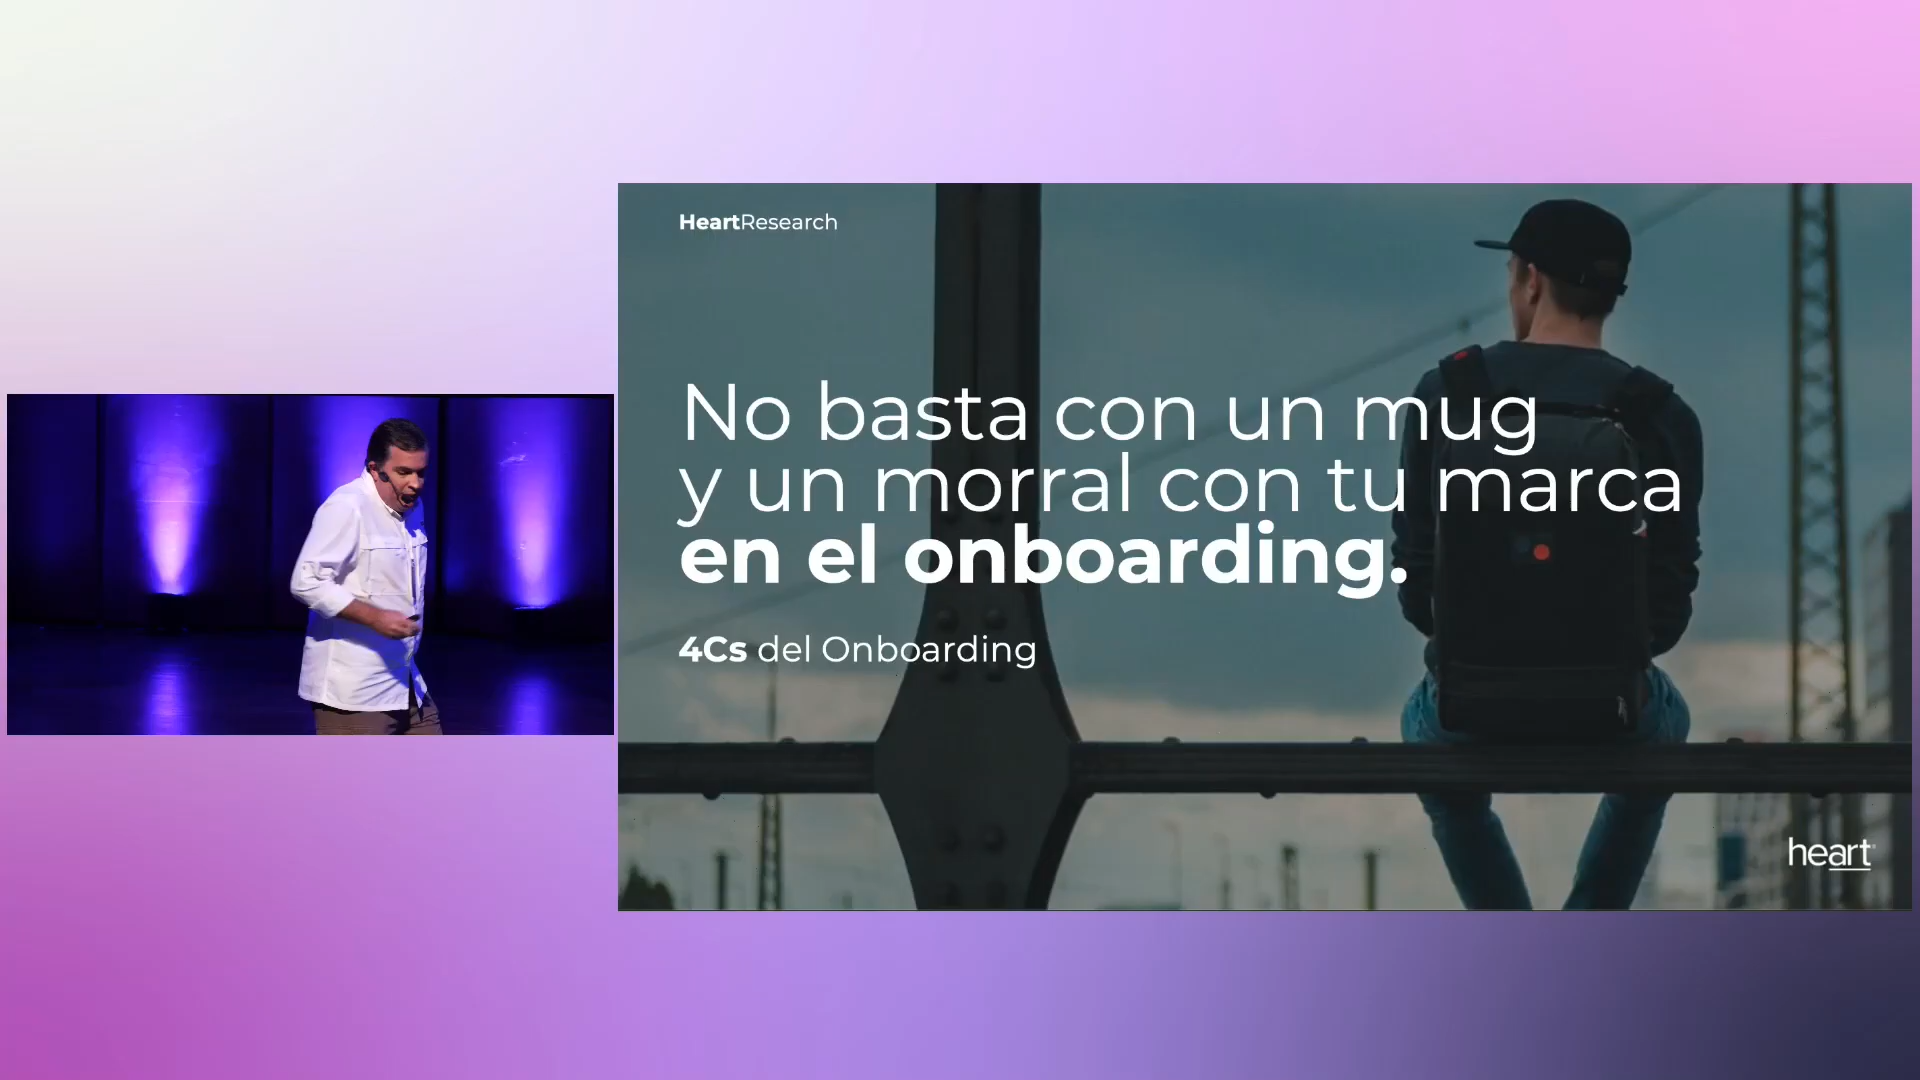 HeartResearch
No basta con un mug
y un morral con tu marca
en el onboarding.
4Cs del Onboarding
heart